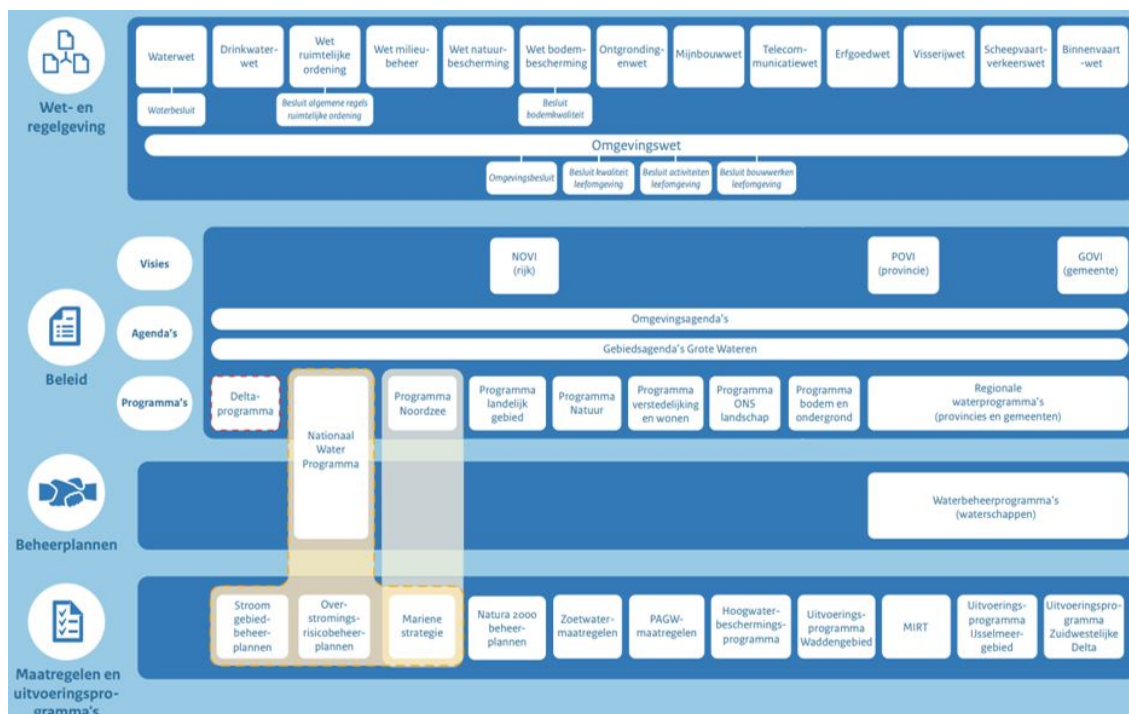 Wet- en
regelgeving
Waterwet
Drinkwater-
wet
Wet
ruimtelijke
ordening
Wet milieu-
beheer
Wet natuur-
bescherming
Wet bodem-
bescherming
Ontgronding-
enwet
Mijnbouwwet
Telecom-
municatiewet
Erfgoedwet
Visserijwet
Scheepvaart-
verkeerswet
Binnenvaart
-wet
Waterbesluit
Besluit algemene regels
ruimtelijke ordening
Besluit
bodemkwaliteit
Omgevingswet
Omgevingsbesluit
Besluit kwaliteit
leefomgeving
Besluit activiteiten
leefomgeving
Besluit bouwwerken
leefomgeving
Beleid
Visies
NOVI
(rijk)
POVI
(provincie)
GOVI
(gemeente)
Agenda's
Omgevingsagenda's
Gebiedsagenda's Grote Wateren
Programma's
Delta-
programma
Nationaal
Water
Programma
Programma
Noordzee
Programma
landelijk
gebied
Programma
Natuur
Programma
verstedelijking
en wonen
Programma
ONS
landschap
Programma
bodem en
ondergrond
Regionale
waterprogramma's
(provincies en gemeenten)
Beheerplannen
Waterbeheerprogramma's
(waterschappen)
Maatregelen en
uitvoeringspro-
gramma's
Stroom
gebied-
beheer-
plannen
Over-
stromings-
risicobeheer-
plannen
Mariene
strategie
Natura 2000
beheer-
plannen
Zoetwater-
maatregelen
PAGW-
maatregelen
Hoogwater-
beschermings-
programma
Uitvoerings-
programma
Waddengebied
MIRT
Uitvoerings-
programma
IJsselmeer-
gebied
Uitvoeringspro-
gramma
Zuidwestelijke
Delta